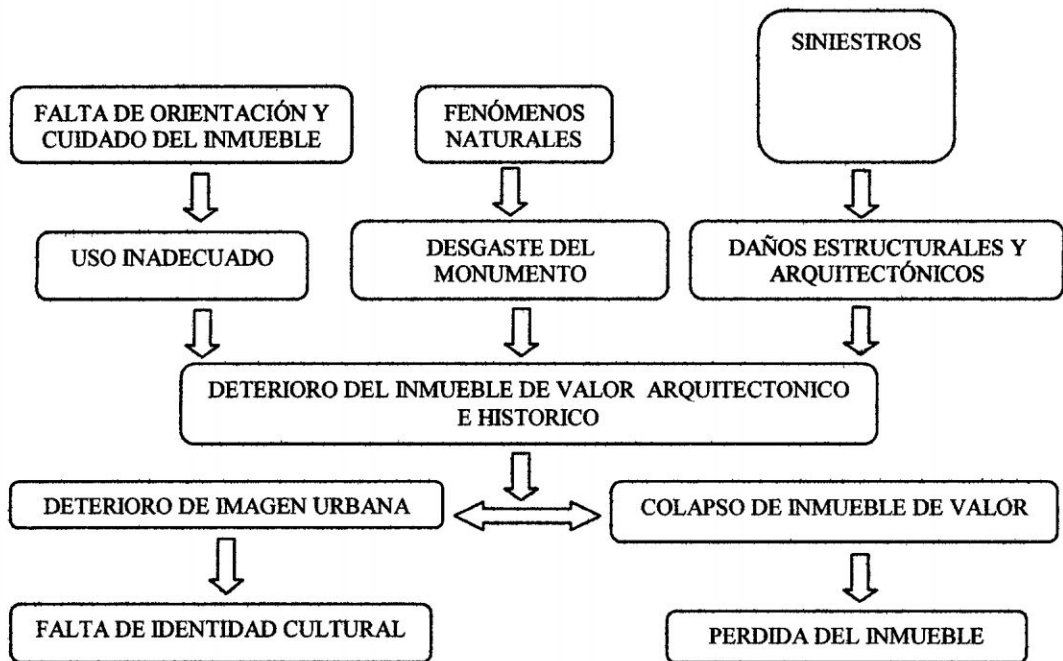 SINIESTROS
FALTA DE ORIENTACIÓN Y
CUIDADO DEL INMUEBLE
FENÓMENOS
NATURALES
USO INADECUADO
DESGASTE DEL
MONUMENTO
DAÑOS ESTRUCTURALES Y
ARQUITECTÓNICOS
DETERIORO DEL INMUEBLE DE VALOR ARQUITECTONICO
E HISTÓRICO
DETERIORO DE IMAGEN URBANA
COLAPSO DE INMUEBLE DE VALOR
FALTA DE IDENTIDAD CULTURAL
PERDIDA DEL INMUEBLE